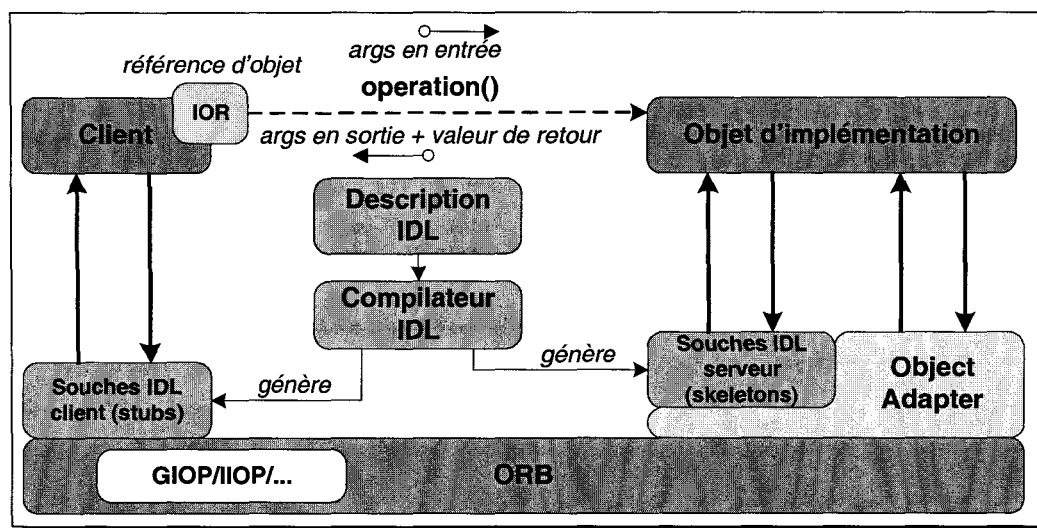 args en entrée
référence d'objet
operation()
IOR
Client
Objet d'implémentation
args en sortie + valeur de retour
Description
IDL
Compilateur
IDL
génère
Souches IDL
serveur
(skeletons)
Object
Adapter
génère
Souches IDL
client (stubs)
GIOP/IIOP/...
ORB